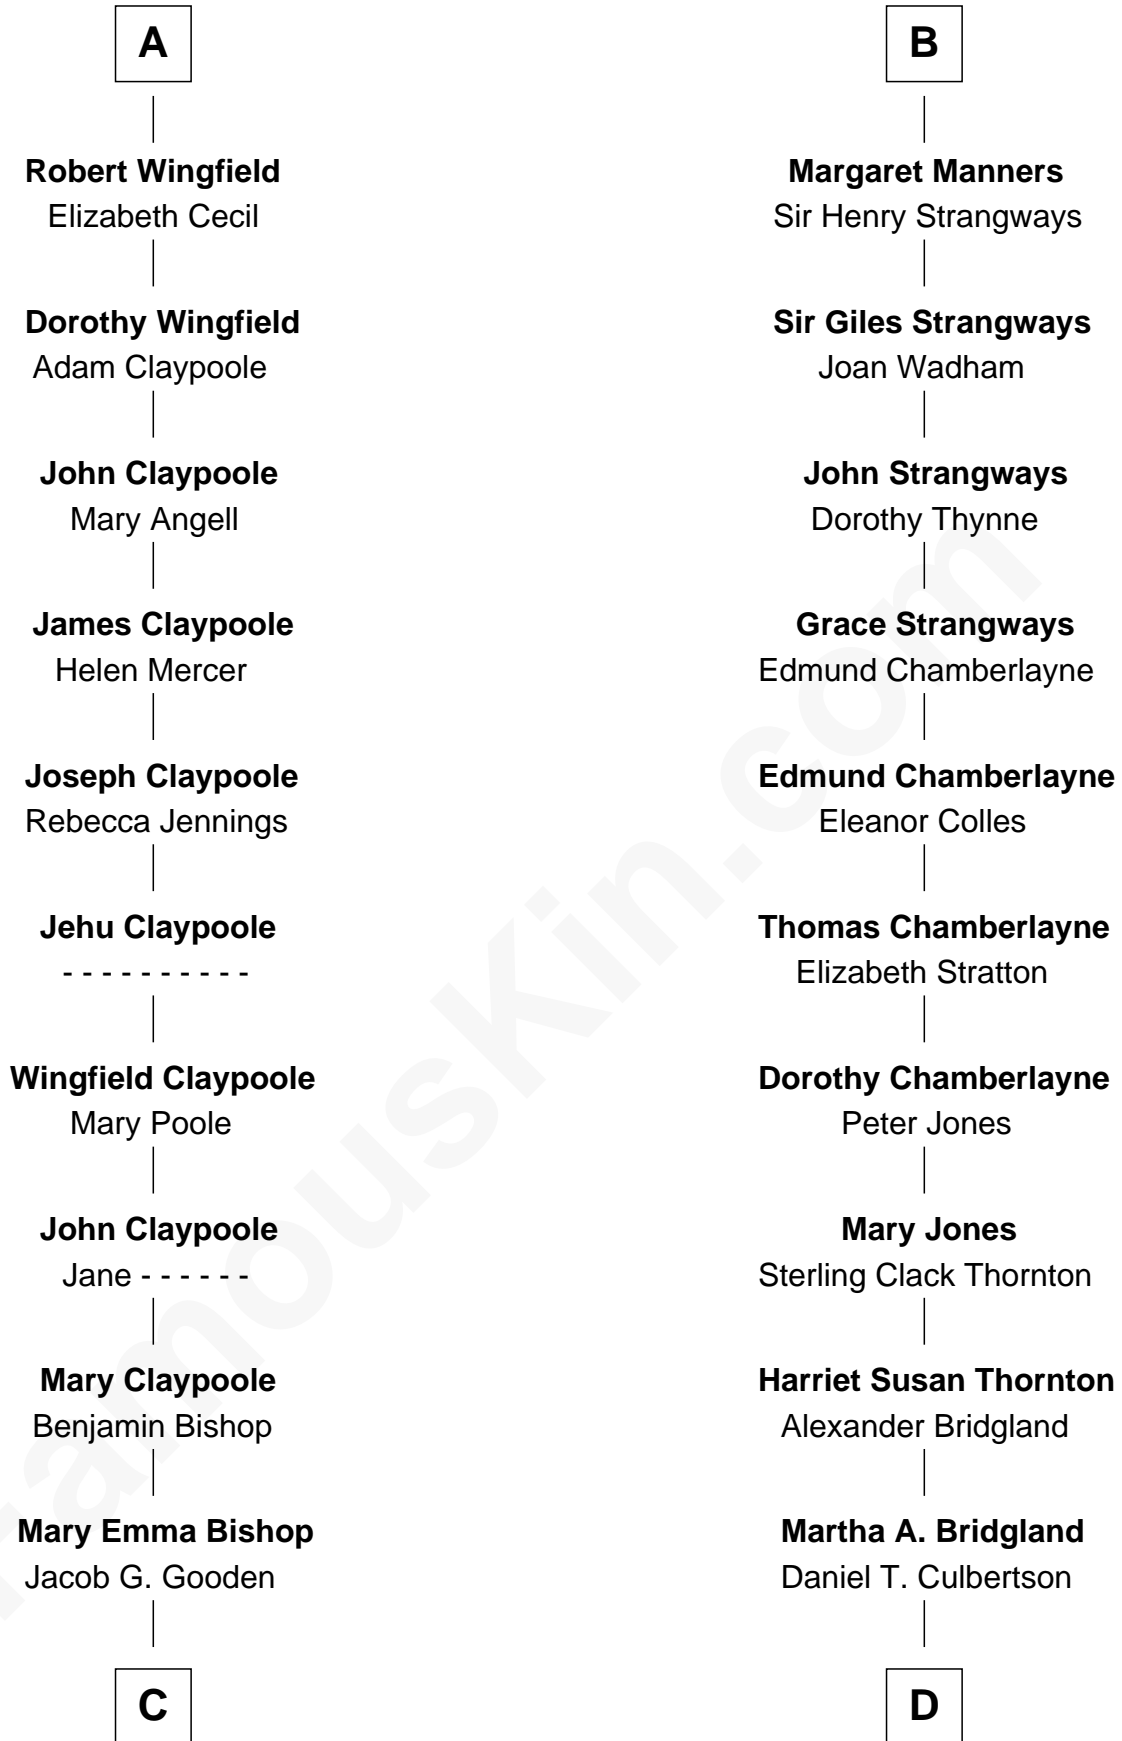 A
Robert Wingfield
Elizabeth Cecil
Dorothy Wingfield
Adam Claypoole
John Claypoole
Mary Angell
James Claypoole
Helen Mercer
Joseph Claypoole
Rebecca Jennings
Jehu Claypoole
- - - - - - - - - -
Wingfield Claypoole
Mary Poole
John Claypoole
Jane - - - - - -
Mary Claypoole
Benjamin Bishop
Mary Emma Bishop
Jacob G. Gooden
C
B
Margaret Manners
Sir Henry Strangways
Sir Giles Strangways
Joan Wadham
John Strangways
Dorothy Thynne
Grace Strangways
Edmund Chamberlayne
Edmund Chamberlayne
Eleanor Colles
Thomas Chamberlayne
Elizabeth Stratton
Dorothy Chamberlayne
Peter Jones
Mary Jones
Sterling Clack Thornton
Harriet Susan Thornton
Alexander Bridgland
Martha A. Bridgland
Daniel T. Culbertson
D
FamousKin.com